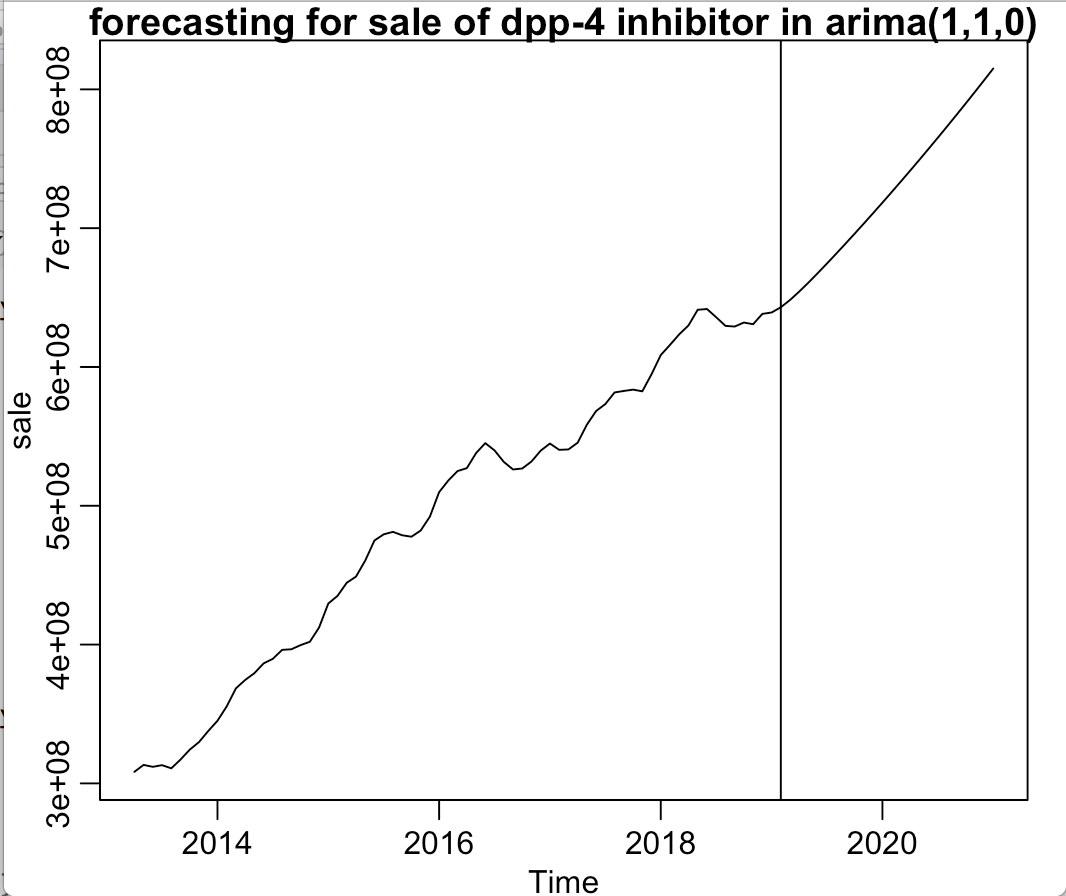 forecasting for sale of dpp-4 inhibitor in arima(1,1,0)
8e+08
7e+08
6e+08
5e+08
4e+08
3e+08
sale
2014 2016 2018 2020
Time